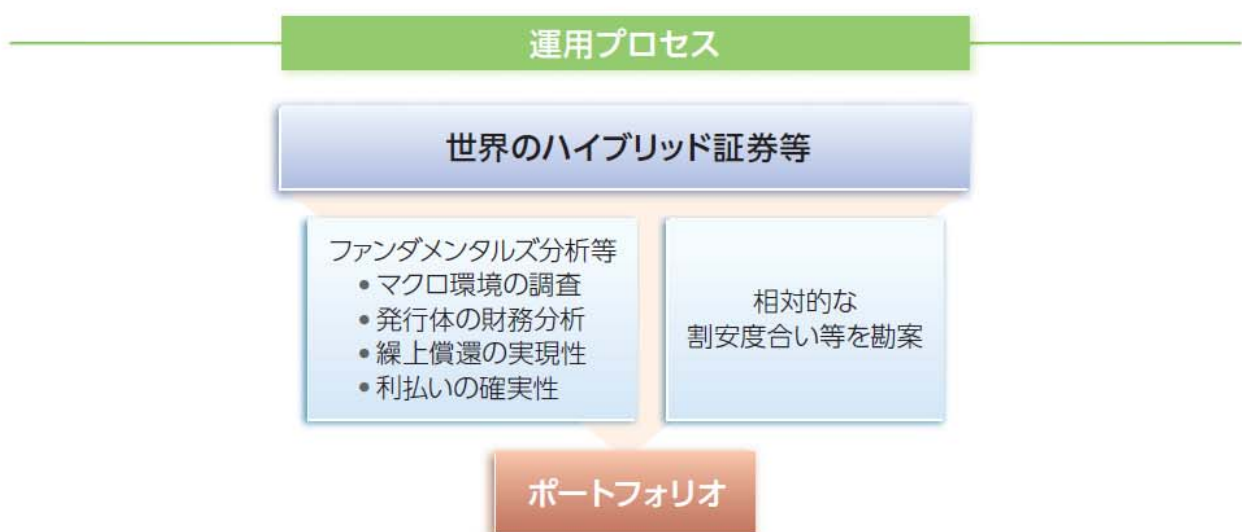 運用プロセス
世界のハイブリッド証券等
ファンダメンタルズ分析等
• マクロ環境の調査
• 発行体の財務分析
• 繰上償還の実現性
• 利払いの確実性
相対的な
割安度合い等を勘案
ポートフォリオ